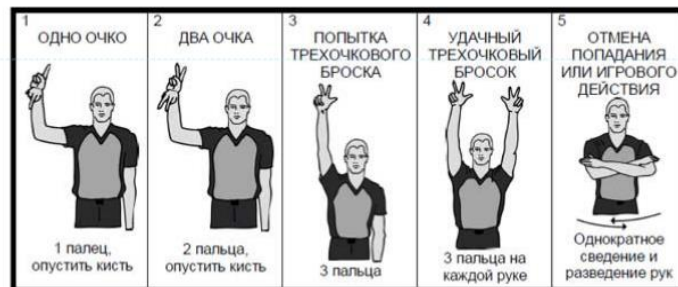 1
ОДНО ОЧКО
1 палец,
опустить кисть
2
ДВА ОЧКА
2 пальца,
опустить кисть
3
ПОПЫТКА
ТРЕХОЧКОВОГО
БРОСКА
3 пальца
4
УДАЧНЫЙ
ТРЕХОЧКОВЫЙ
БРОСОК
3 пальца на
каждой руке
5
ОТМЕНА
ПОПАДАНИЯ
ИЛИ ИГРОВОГО
ДЕЙСТВИЯ
Однократное
сведение и
разведение рук